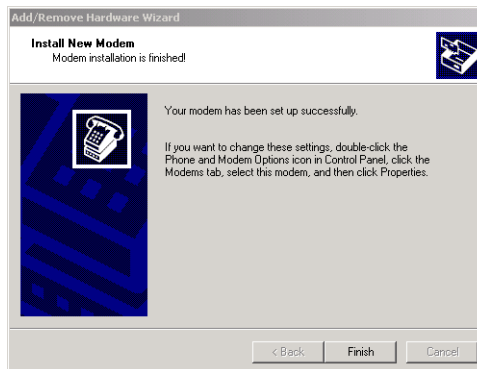 Add/Remove Hardware Wizard
Install New Modem
Modem installation is finished!
Your modem has been set up successfully.
If you want to change these settings, double-click the
Phone and Modem Options icon in Control Panel, click the
Modems tab, select this modem, and then click Properties.
< Back
Finish
Cancel